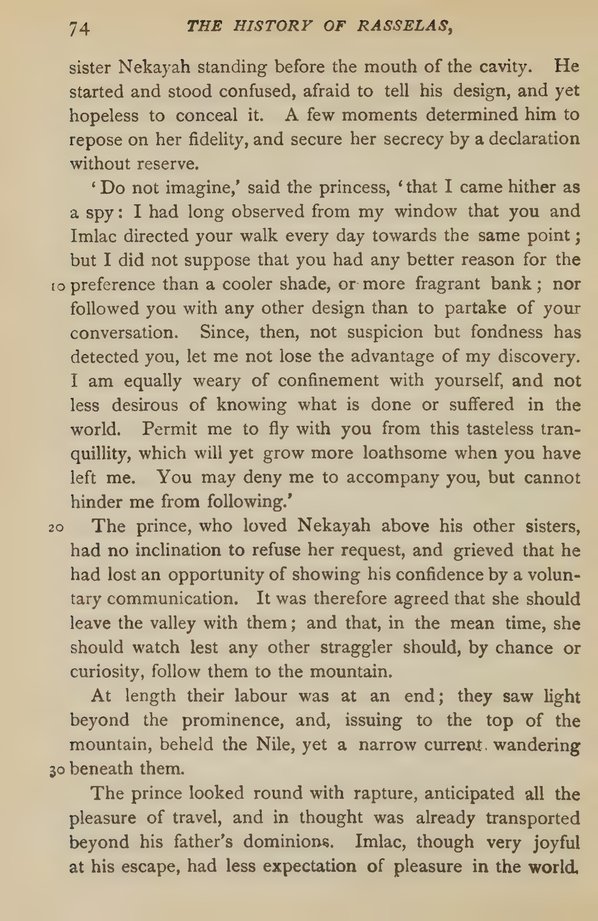 74 THE HISTORY OF RASSELAS,
sister Nekayah standing before the mouth of the cavity. He
started and stood confused, afraid to tell his design, and yet
hopeless to conceal it. A few moments determined him to
repose on her fidelity, and secure her secrecy by a declaration
without reserve.
‘Do not imagine,’ said the princess, ‘that I came hither as
a spy: I had long observed from my window that you and
Imlac directed your walk every day towards the same point;
but I did not suppose that you had any better reason for the
10 preference than a cooler shade, or more fragrant bank; nor
followed you with any other design than to partake of your
conversation. Since, then, not suspicion but fondness has
detected you, let me not lose the advantage of my discovery.
I am equally weary of confinement with yourself, and not
less desirous of knowing what is done or suffered in the
world. Permit me to fly with you from this tasteless tran-
quillity, which will yet grow more loathsome when you have
left me. You may deny me to accompany you, but cannot
hinder me from following.’
20 The prince, who loved Nekayah above his other sisters,
had no inclination to refuse her request, and grieved that he
had lost an opportunity of showing his confidence by a volun-
tary communication. It was therefore agreed that she should
leave the valley with them; and that, in the mean time, she
should watch lest any other straggler should, by chance or
curiosity, follow them to the mountain.
At length their labour was at an end; they saw light
beyond the prominence, and, issuing to the top of the
mountain, beheld the Nile, yet a narrow current, wandering
30 beneath them.
The prince looked round with rapture, anticipated all the
pleasure of travel, and in thought was already transported
beyond his father’s dominions. Imlac, though very joyful
at his escape, had less expectation of pleasure in the world,